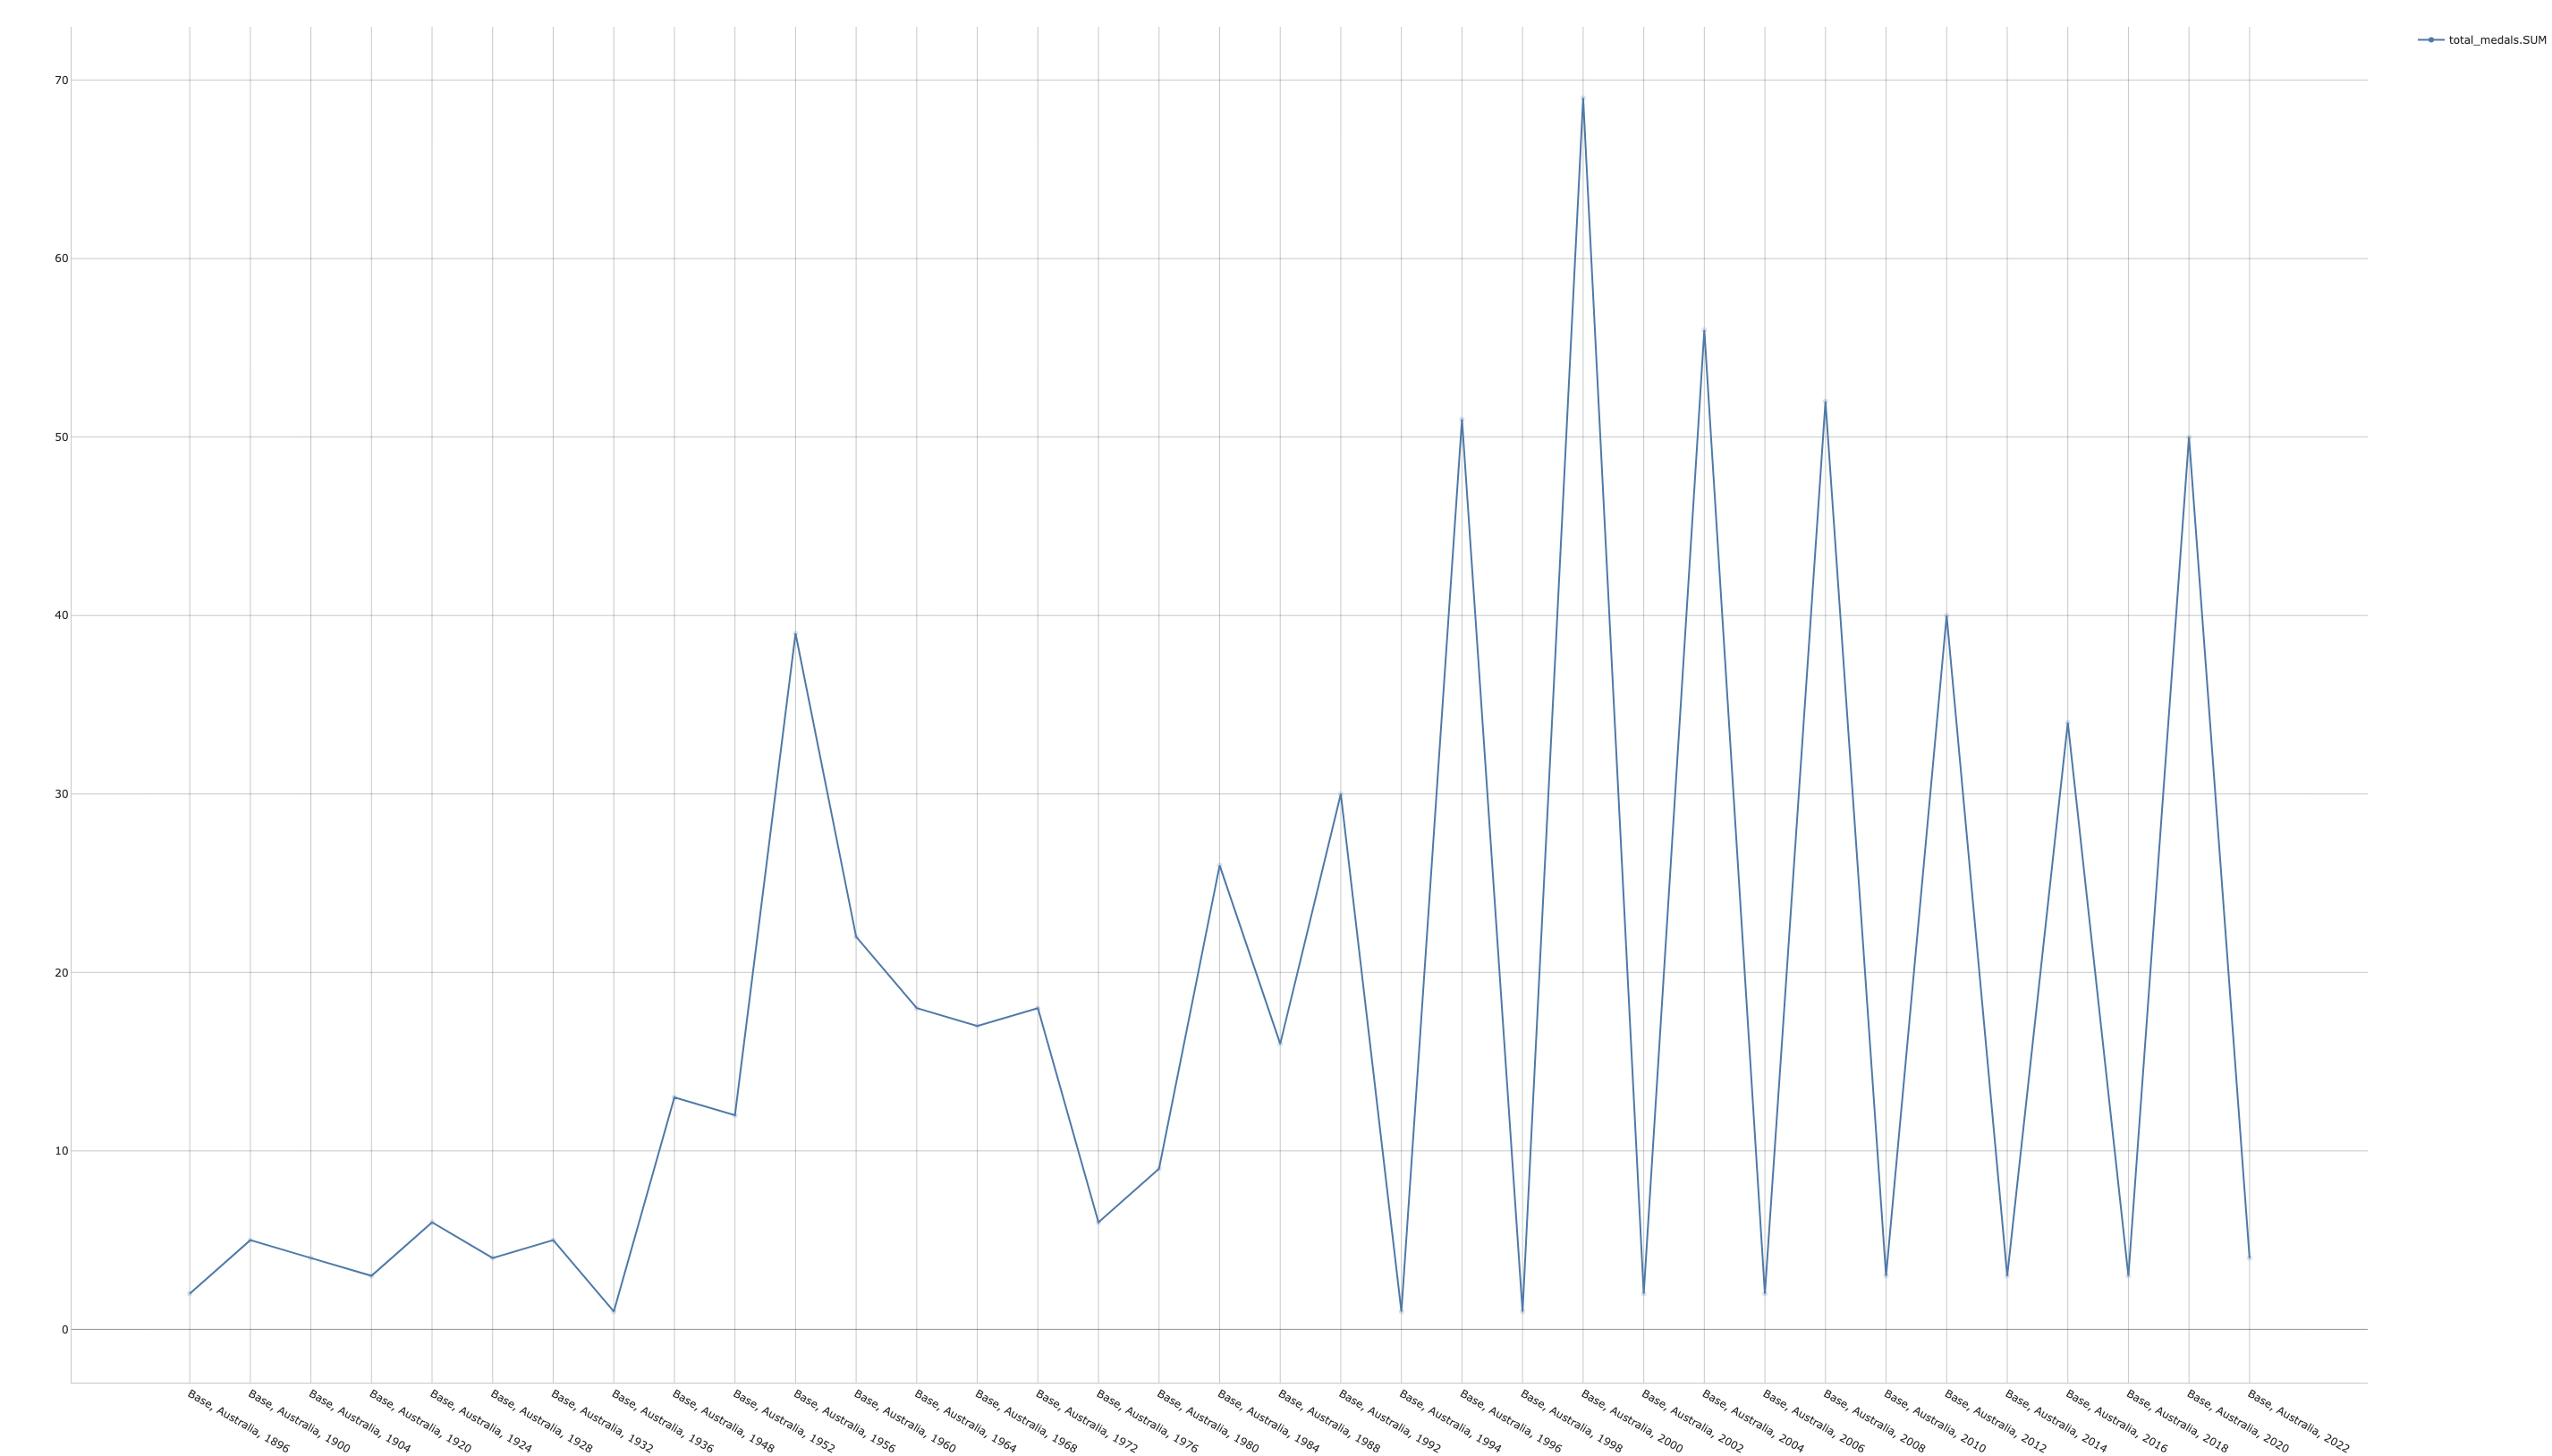 total_medals.SUM
70
60
50
40
30
20
10
0
Base, Australia, 1896
Base, Australia, 1900
Base, Australia, 1904
Base, Australia, 1920
Base, Australia, 1924
Base, Australia, 1928
Base, Australia, 1932
Base, Australia, 1936
Base, Australia, 1948
Base, Australia, 1952
Base, Australia, 1956
Base, Australia, 1960
Base, Australia, 1964
Base, Australia, 1968
Base, Australia, 1972
Base, Australia, 1976
Base, Australia, 1980
Base, Australia, 1984
Base, Australia, 1988
Base, Australia, 1992
Base, Australia, 1994
Base, Australia, 1996
Base, Australia, 1998
Base, Australia, 2000
Base, Australia, 2002
Base, Australia, 2004
Base, Australia, 2006
Base, Australia, 2008
Base, Australia, 2010
Base, Australia, 2012
Base, Australia, 2014
Base, Australia, 2016
Base, Australia, 2018
Base, Australia, 2020
Base, Australia, 2022